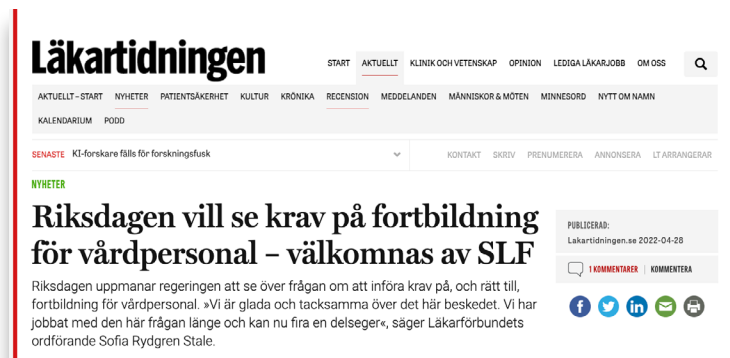 Läkartidningen
START AKTUELLT KLINIK OCH VETENSKAP OPINION LEDIGA LÄKARJOBB OM OSS
AKTUELLT – START NYHETER PATIENTSÄKERHET KULTUR KRÖNIKA RECENSION MEDDELANDEN MÄNNISKOR & MÖTEN MINNESORD NYTT OM NAMN
KALENDARIUM PODD
SENASTE KI-forskare fälls för forskningsfusk
KONTAKT SKRIV PRENUMERERA ANNONSERA LT ARRANGERAR
NYHETER
Riksdagen vill se krav på fortbildning
för vårdpersonal – välkomnas av SLF
Riksdagen uppmanar regeringen att se över frågan om att införa krav på, och rätt till,
fortbildning för vårdpersonal. »Vi är glada och tacksamma över det här beskedet. Vi har
jobbat med den här frågan länge och kan nu fira en delseger«, säger Läkarförbundets
ordförande Sofia Rydgren Stale.
PUBLICERAD:
Lakartidningen.se 2022-04-28
1 KOMMENTARER | KOMMENTERA